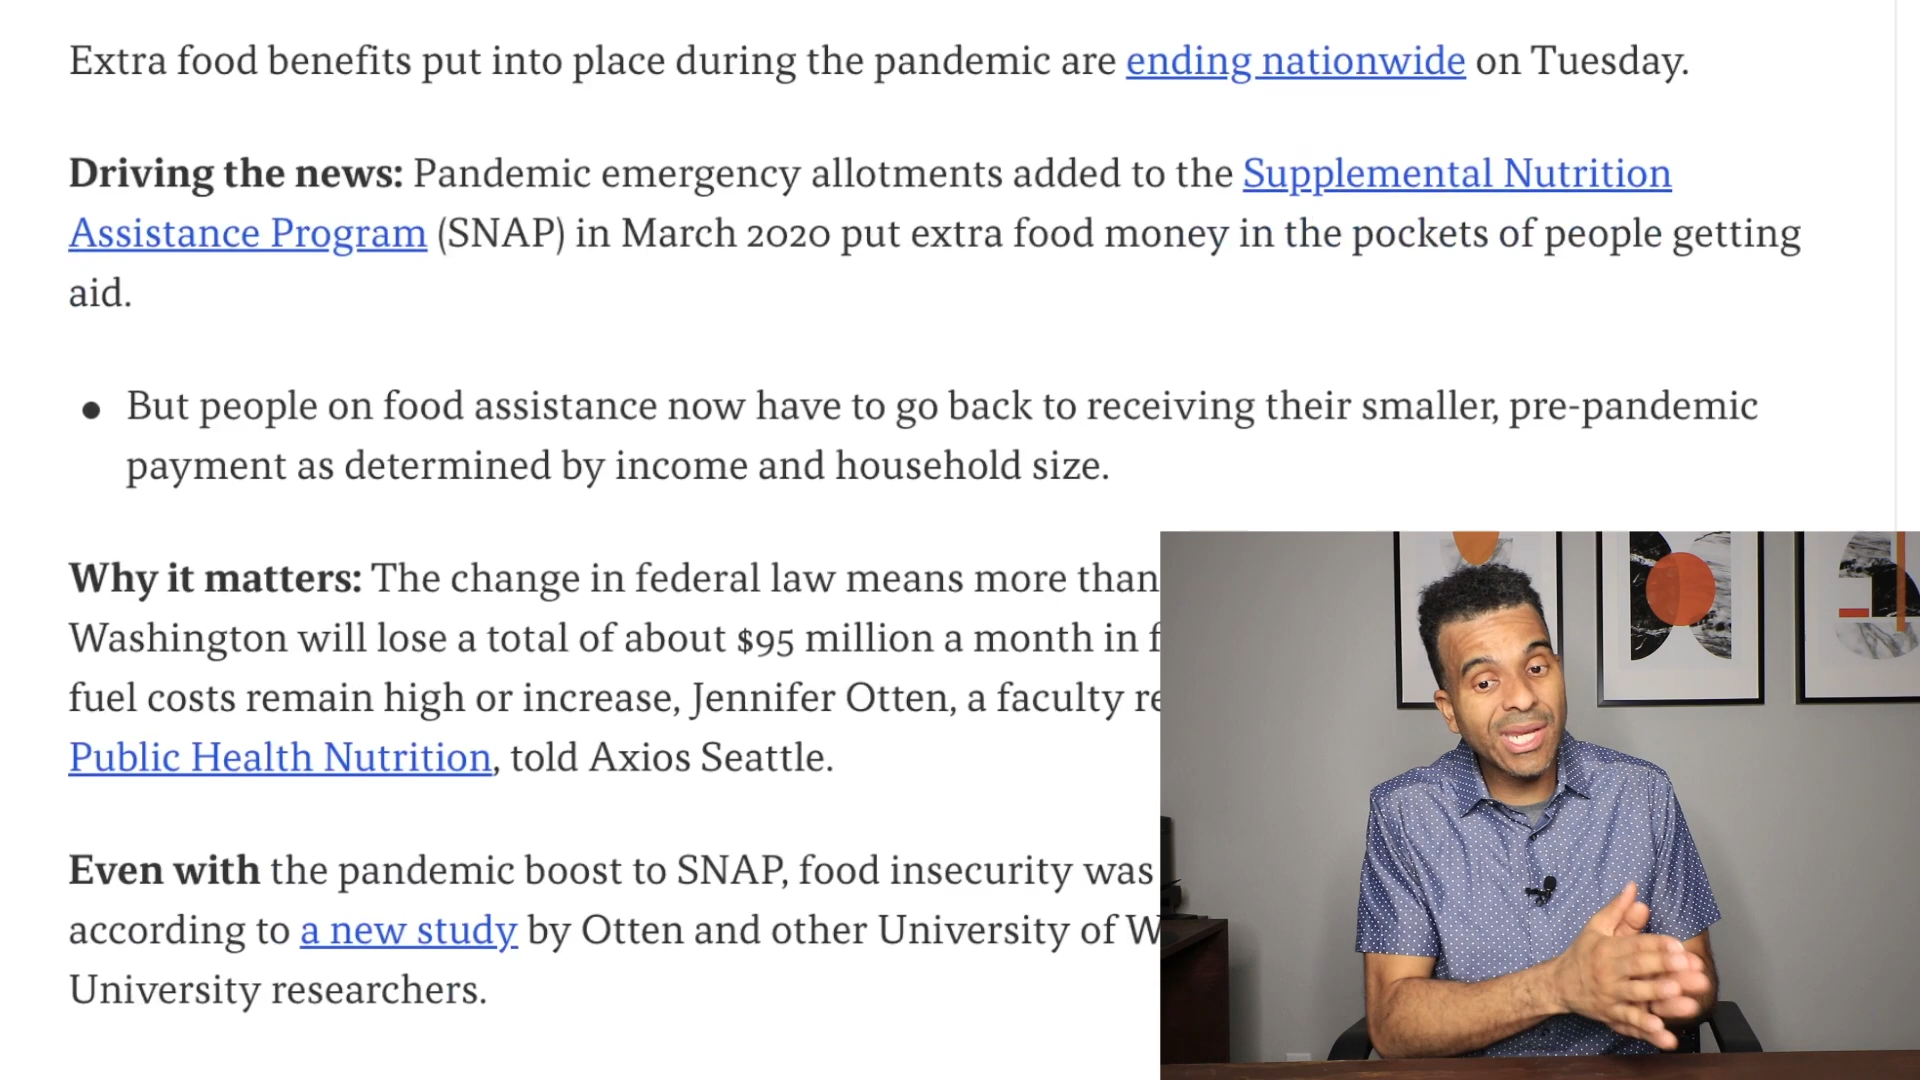 Extra food benefits put into place during the pandemic are ending nationwide on Tuesday.
Driving the news: Pandemic emergency allotments added to the Supplemental Nutrition
Assistance Program (SNAP) in March 2020 put extra food money in the pockets of people getting
aid.
• But people on food assistance now have to go back to receiving their smaller, pre-pandemic
payment as determined by income and household size.
Why it matters: The change in federal law means more than
Washington will lose a total of about $95 million a month in f
fuel costs remain high or increase, Jennifer Otten, a faculty re
Public Health Nutrition, told Axios Seattle.
Even with the pandemic boost to SNAP, food insecurity was
according to a new study by Otten and other University of W
University researchers.